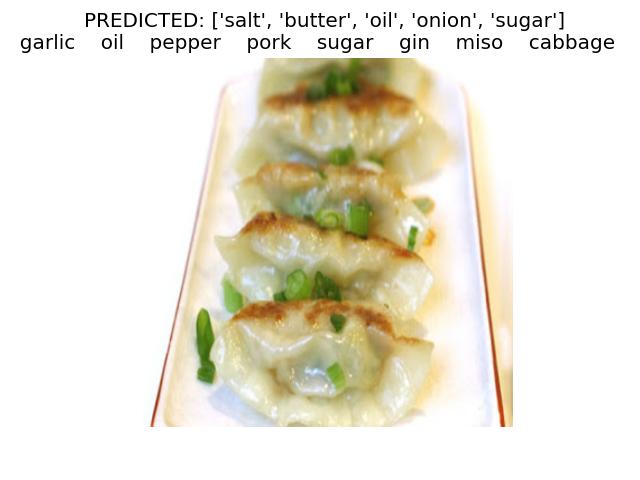 PREDICTED: ['salt', 'butter', 'oil', 'onion', 'sugar']
garlic oil pepper pork sugar gin miso cabbage